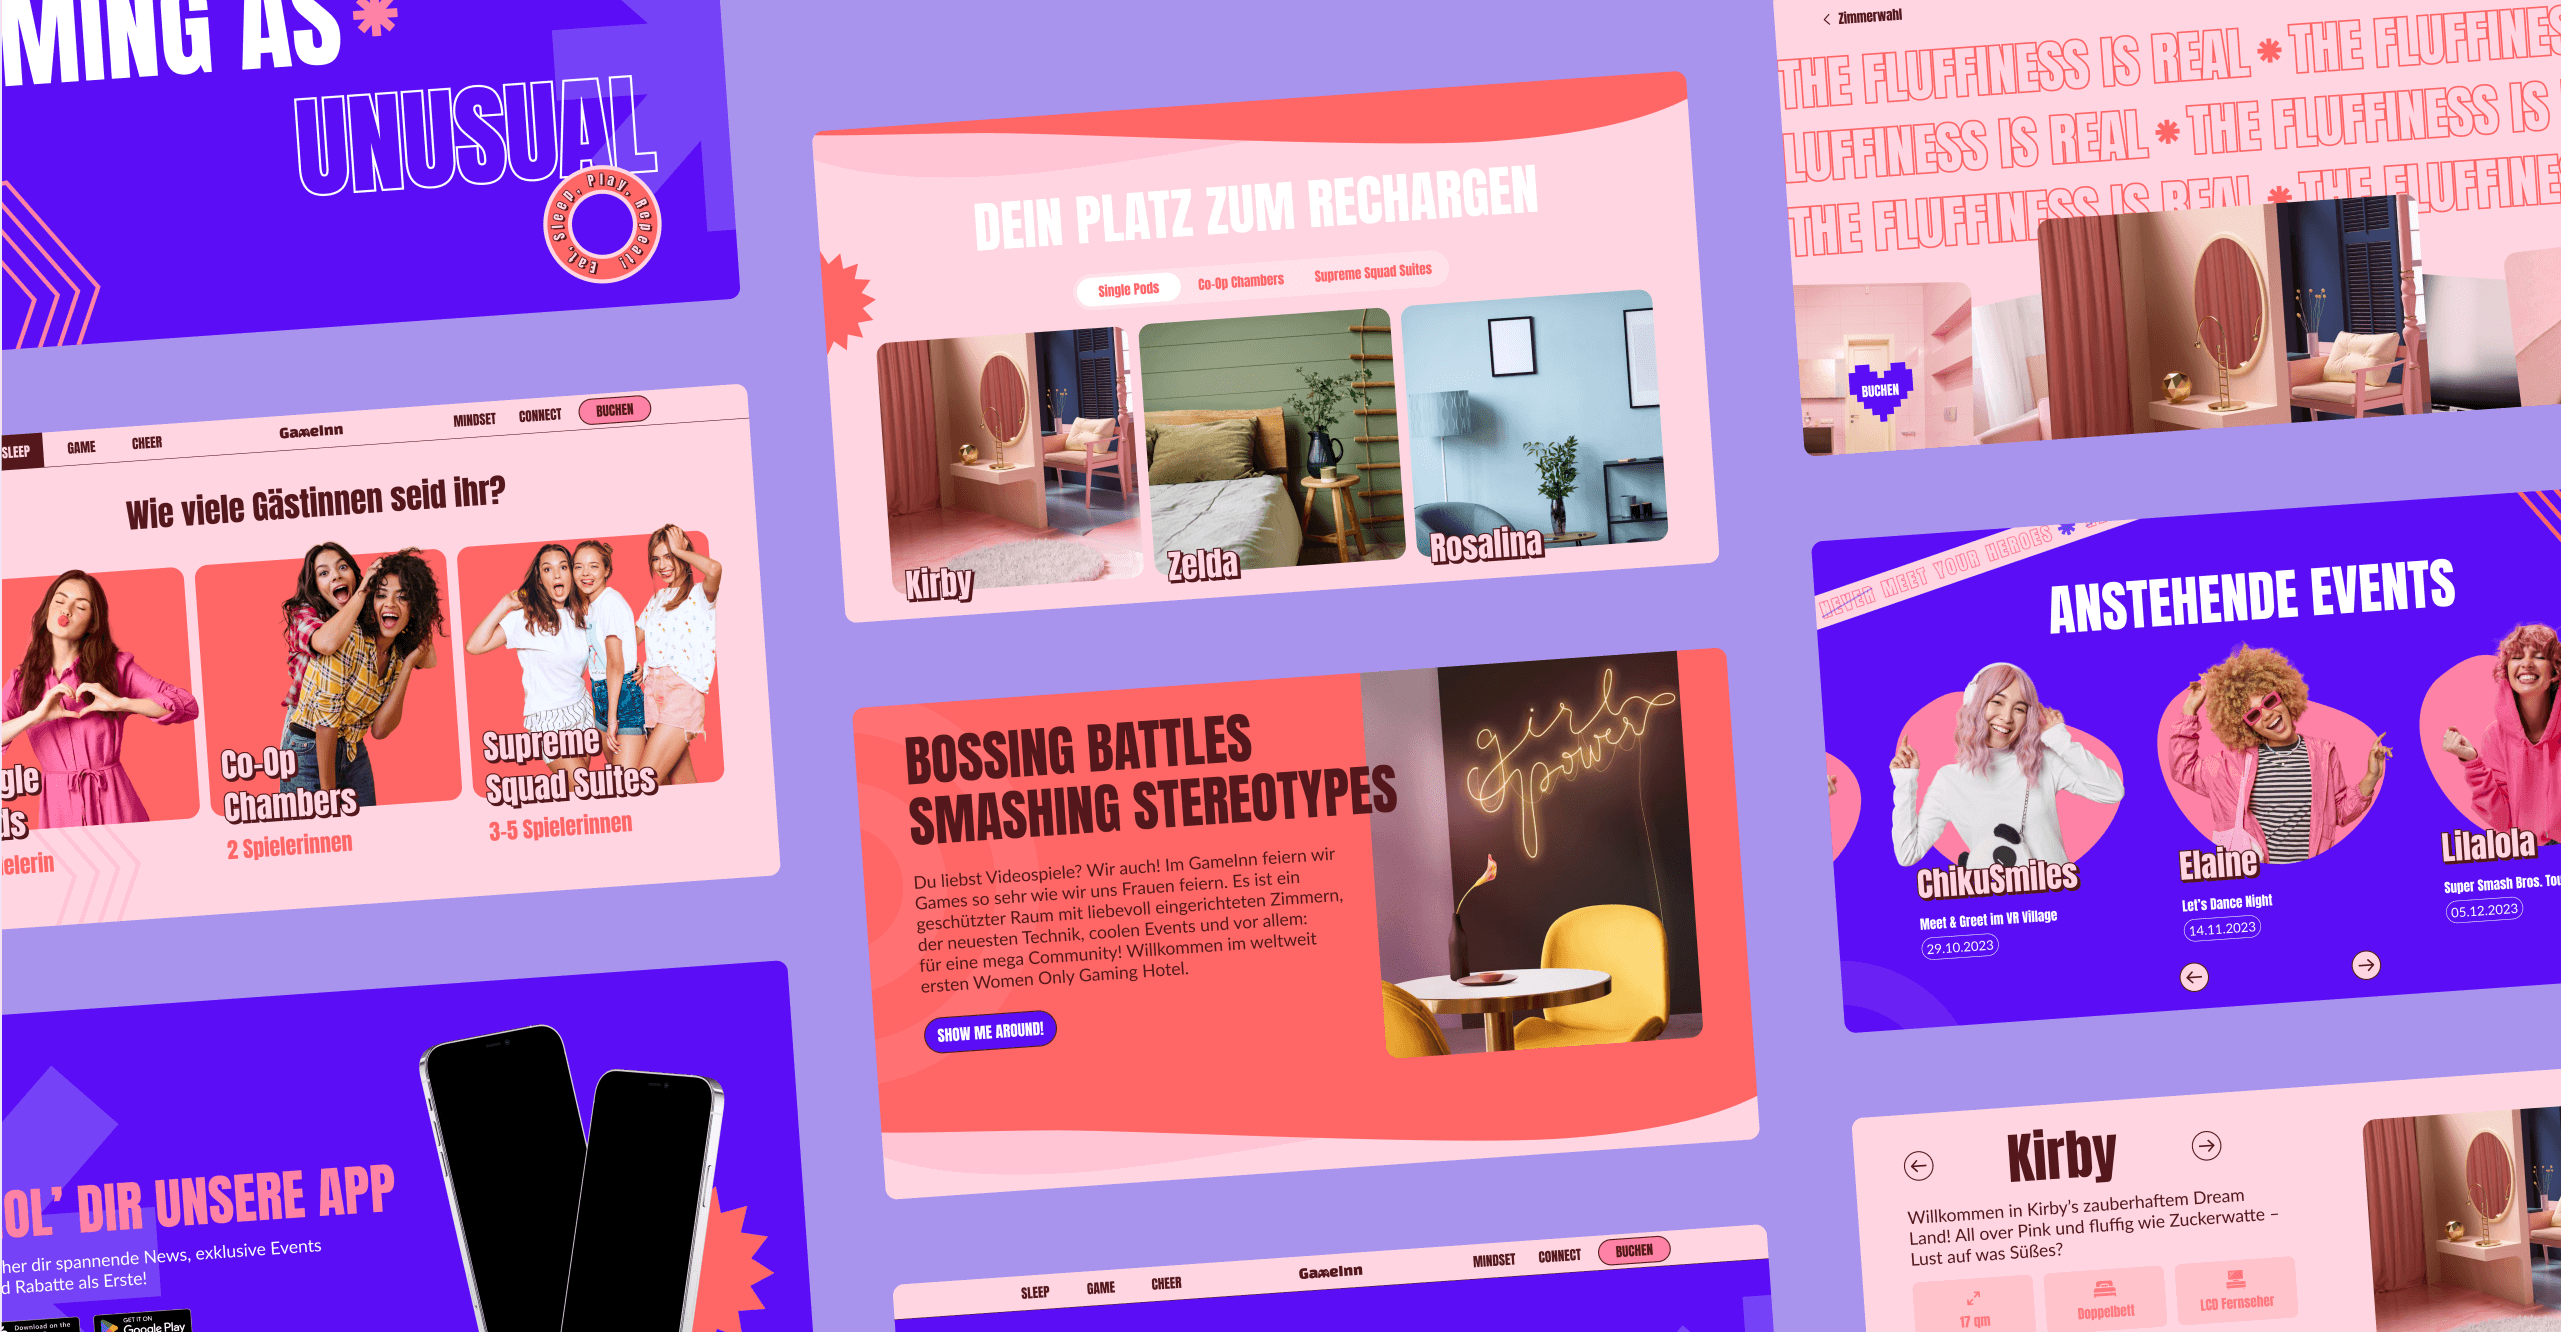 MING AS
UNUSUAL
Eat, Sleep, Play, Repeat!
SLEEP
GAME
CHEER
GameInn
MINDSET
CONNECT
BUCHEN
Wie viele Gästinnen seid ihr?
gle
ds
elerin
Co-Op
Chambers
2 Spielerinnen
Supreme
Squad Suites
3-5 Spielerinnen
OL' DIR UNSERE APP
her dir spannende News, exklusive Events
d Rabatte als Erste!
Download on the
GET IT ON
Google Play
DEIN PLATZ ZUM RECHARGEN
Single Pods
Co-Op Chambers
Supreme Squad Suites
Kirby
Zelda
Rosalina
BOSSING BATTLES
SMASHING STEREOTYPES
Du liebst Videospiele? Wir auch! Im GameInn feiern wir
Games so sehr wie wir uns Frauen feiern. Es ist ein
geschützter Raum mit liebevoll eingerichteten Zimmern,
der neuesten Technik, coolen Events und vor allem:
für eine mega Community! Willkommen im weltweit
ersten Women Only Gaming Hotel.
SHOW ME AROUND!
girl
power
SLEEP
GAME
CHEER
GameInn
MINDSET
CONNECT
BUCHEN
Zimmerwahl
THE FLUFFINESS IS REAL * THE FLUFFINES
LUFFINESS IS REAL * THE FLUFFINESS IS
THE FLUFFINESS IS REAL * THE FLUFFINE
BUCHEN
NEVER MEET YOUR HEROES *
ANSTEHENDE EVENTS
ChikuSmiles
Meet & Greet im VR Village
29.10.2023
Elaine
Let's Dance Night
14.11.2023
Lilalola
Super Smash Bros. Tou
05.12.2023
Kirby
Willkommen in Kirby's zauberhaftem Dream
Land! All over Pink und fluffig wie Zuckerwatte –
Lust auf was Süßes?
17 qm
Doppelbett
LCD Fernseher